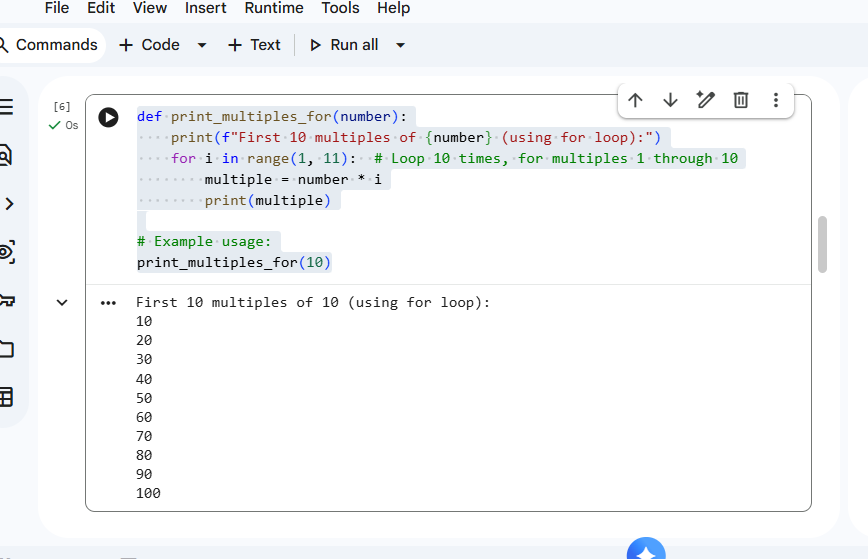 File Edit View Insert Runtime Tools Help
Commands + Code + Text Run all
[6]
0s
def print_multiples_for(number):
    print(f"First 10 multiples of {number} (using for loop):")
    for i in range(1, 11):  # Loop 10 times, for multiples 1 through 10
        multiple = number * i
        print(multiple)
# Example usage:
print_multiples_for(10)
First 10 multiples of 10 (using for loop):
10
20
30
40
50
60
70
80
90
100